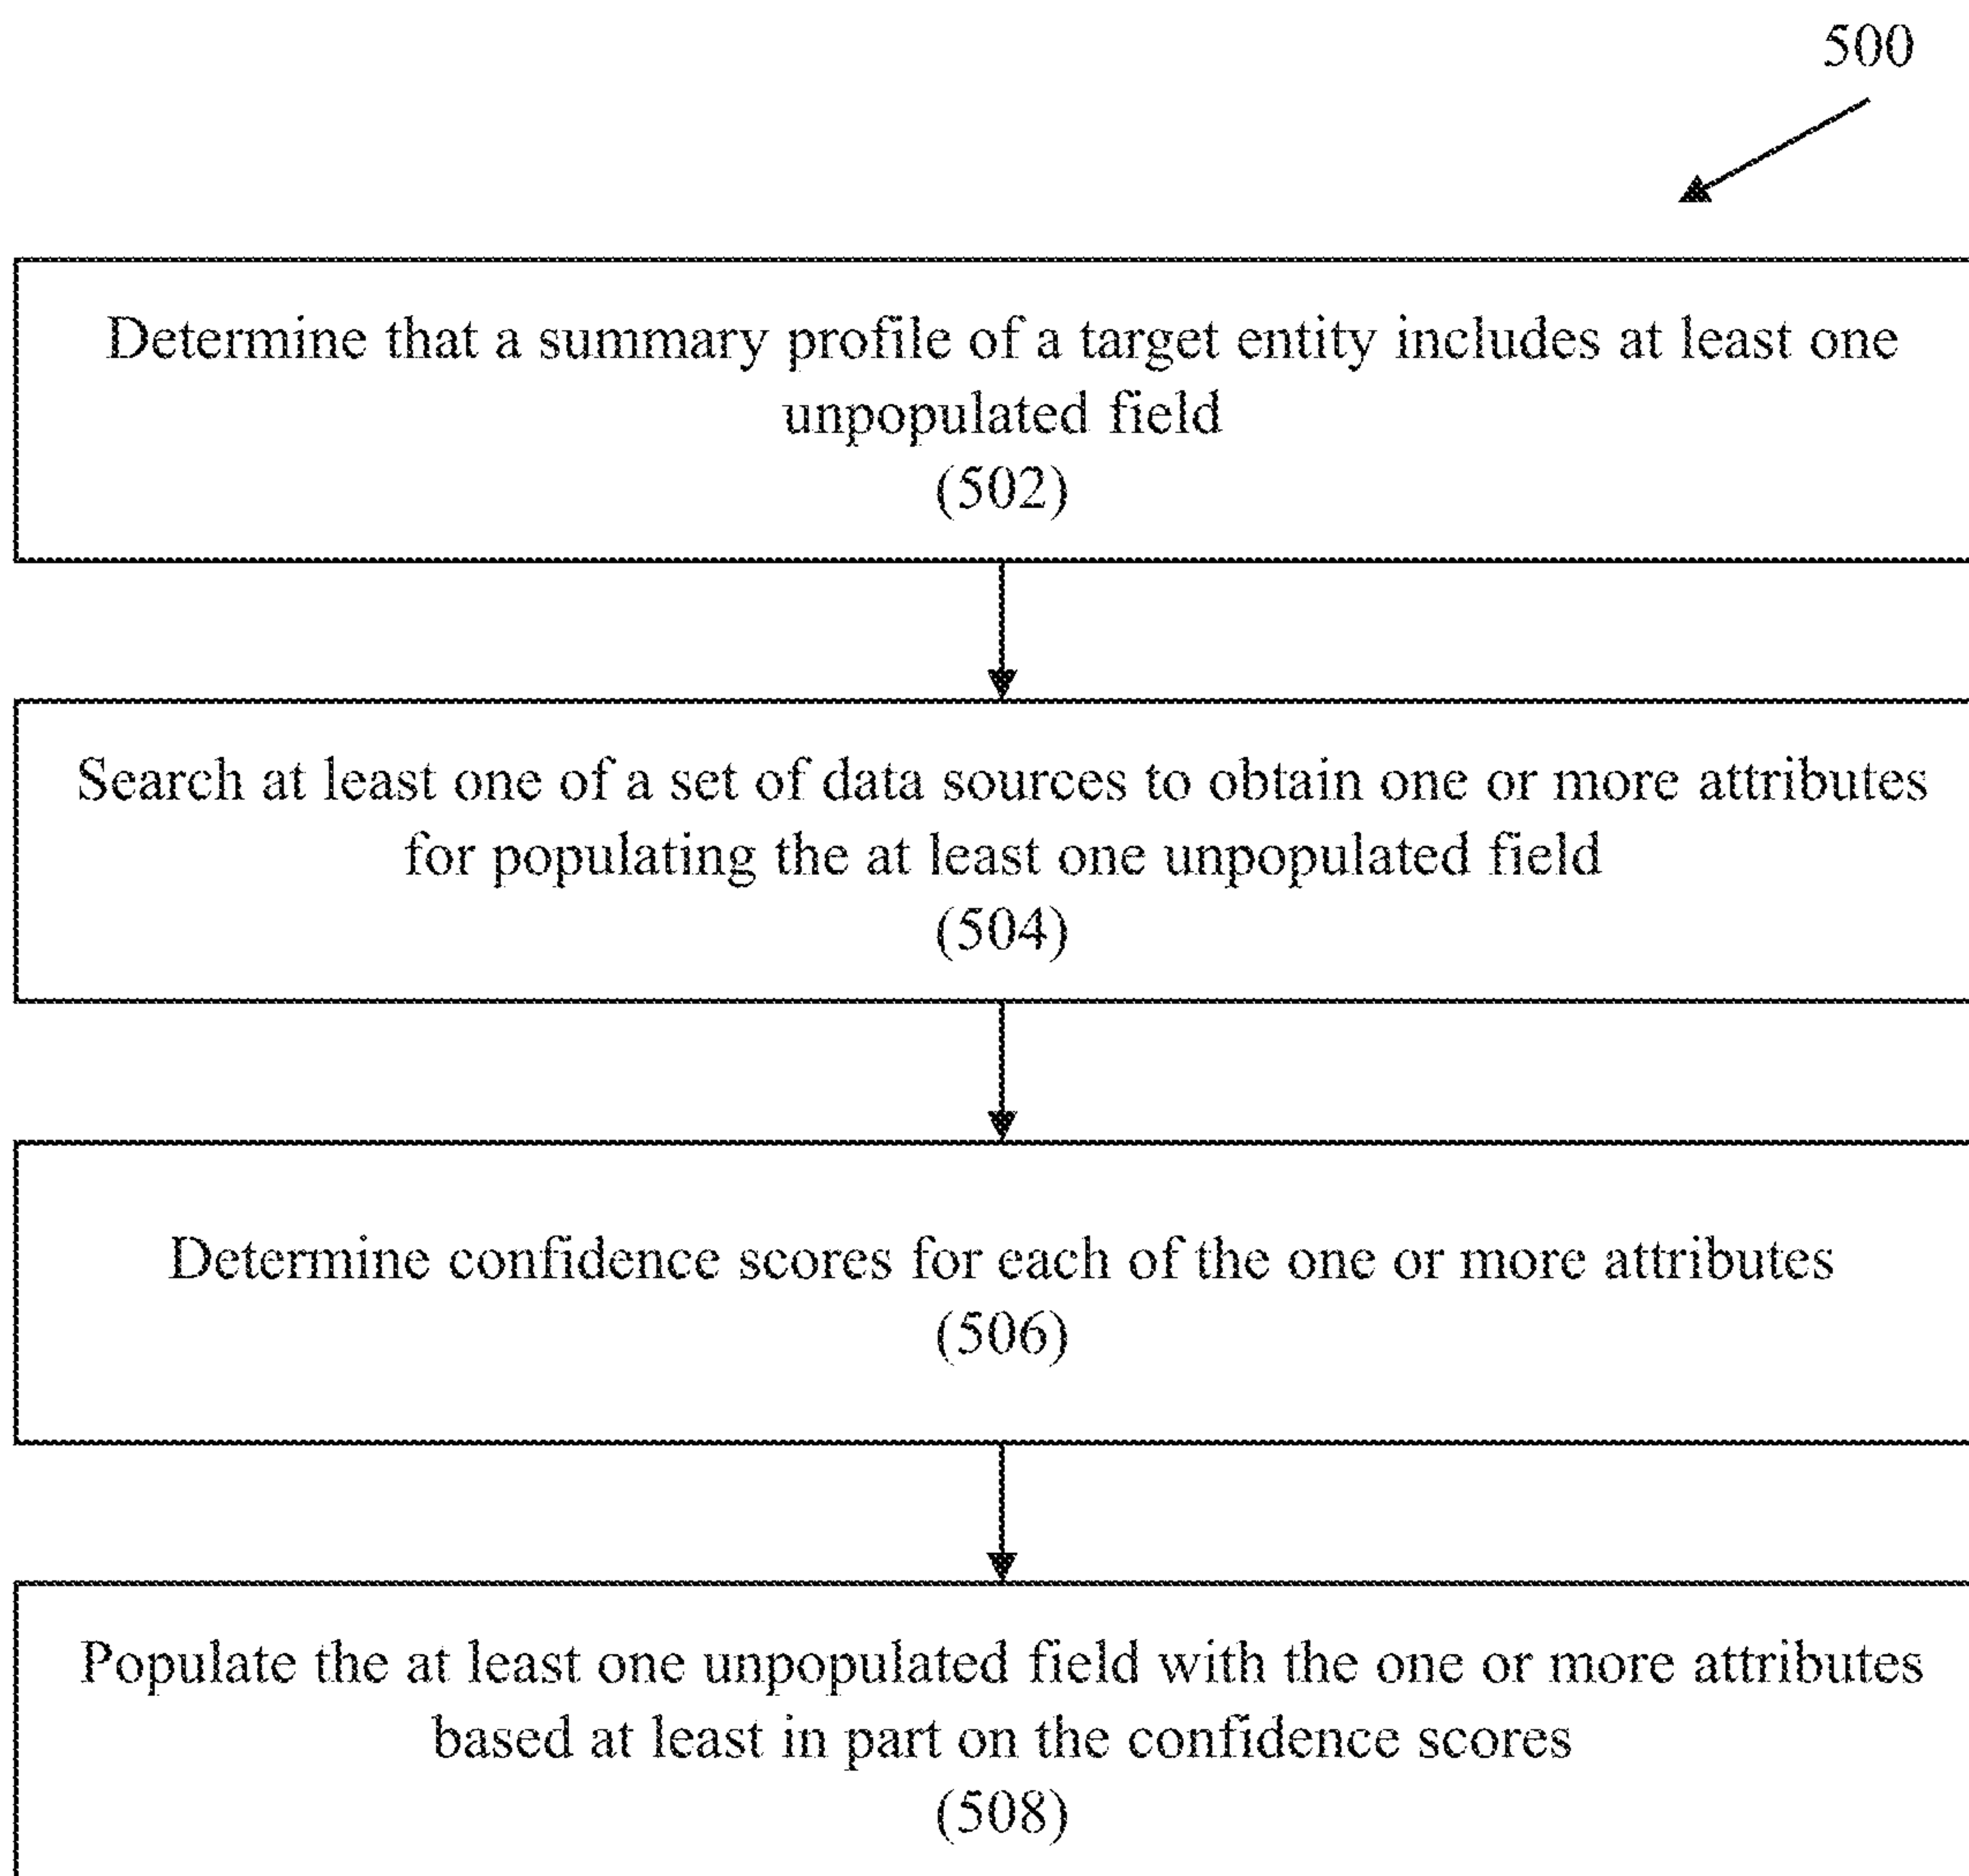 500
Determine that a summary profile of a target entity includes at least one
unpopulated field
(502)
Search at least one of a set of data sources to obtain one or more attributes
for populating the at least one unpopulated field
(504)
Determine confidence scores for each of the one or more attributes
(506)
Populate the at least one unpopulated field with the one or more attributes
based at least in part on the confidence scores
(508)